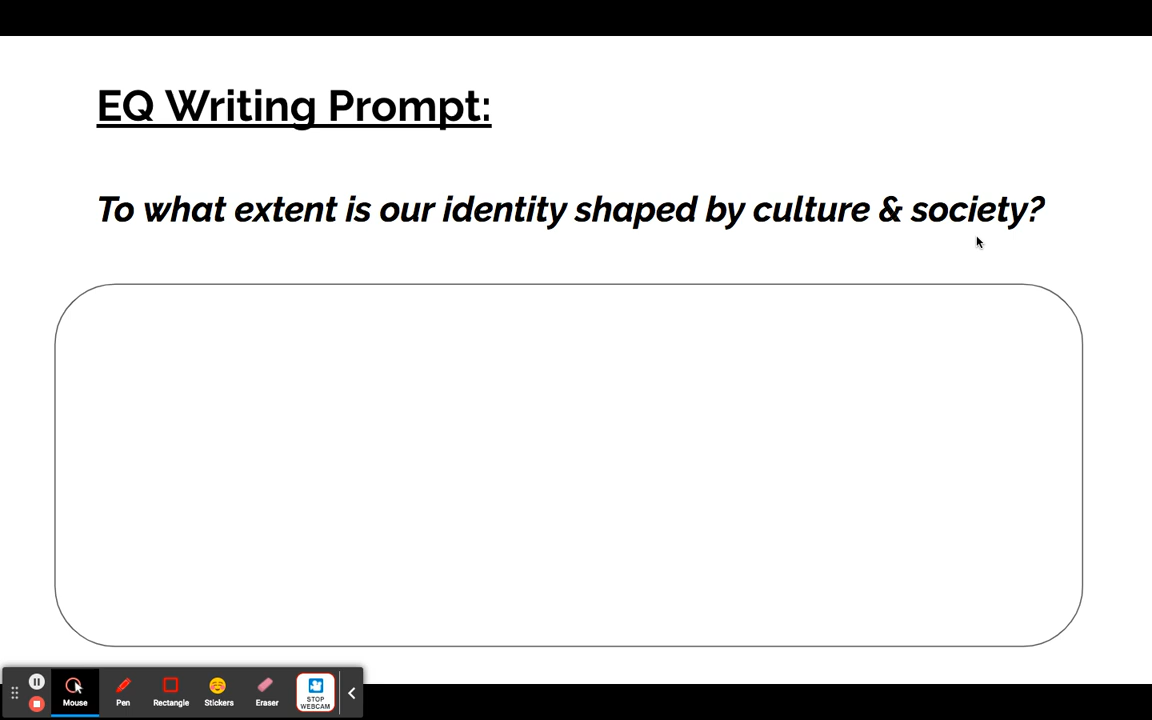 EQ Writing Prompt:
To what extent is our identity shaped by culture & society?
Mouse
Pen
Rectangle
Stickers
Eraser
STOP
WEBCAM